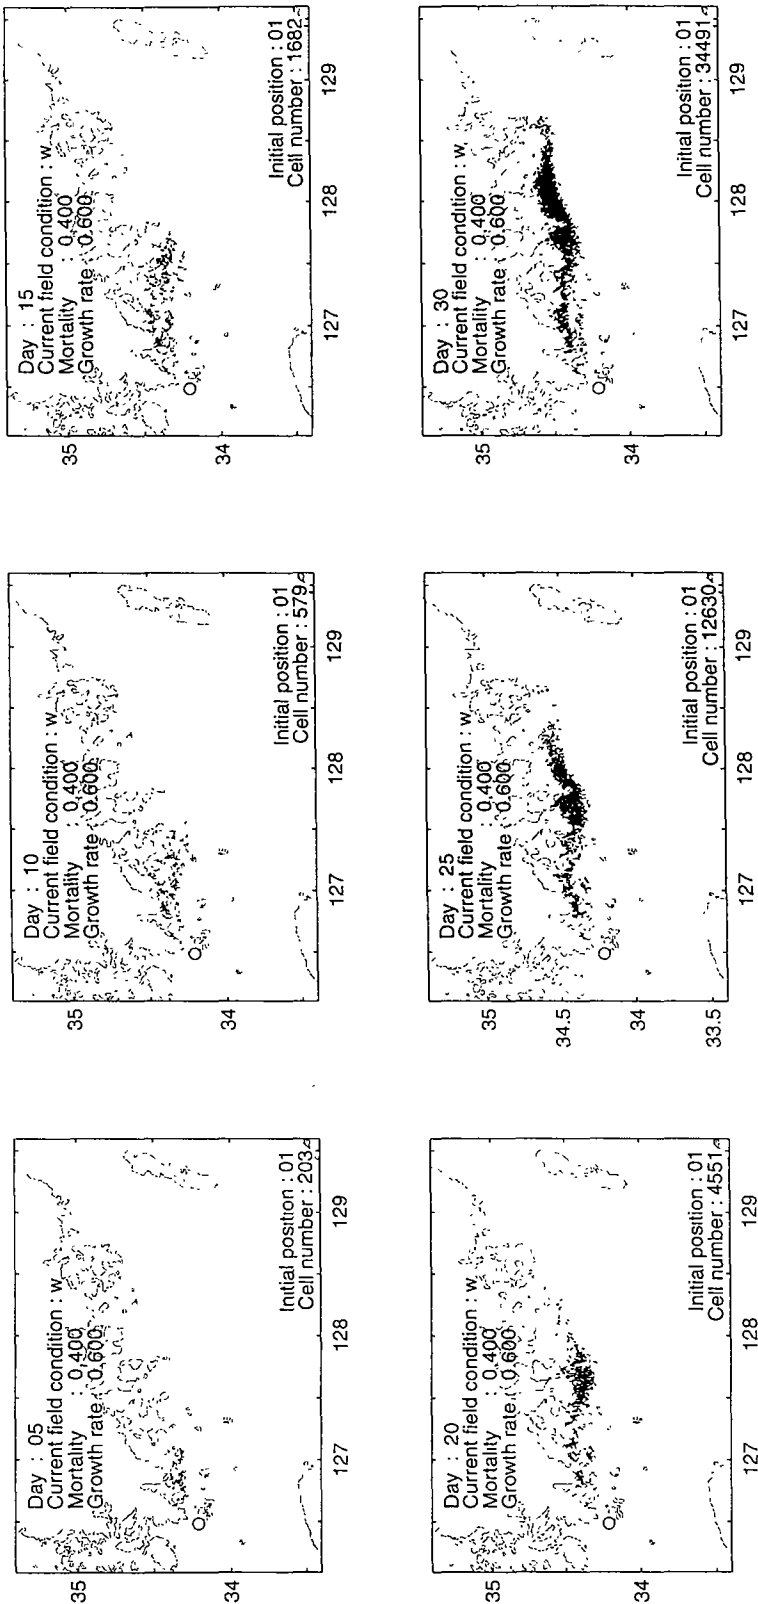 Day : 05
Current field condition : w
Mortality : 0.400
Growth rate : 0.600
Initial position : 01
Cell number : 203
35
34
127
128
129
Day : 10
Current field condition : w
Mortality : 0.400
Growth rate : 0.600
Initial position : 01
Cell number : 579
35
34
127
128
129
Day : 15
Current field condition : w
Mortality : 0.400
Growth rate : 0.600
Initial position : 01
Cell number : 1682
35
34
127
128
129
Day : 20
Current field condition : w
Mortality : 0.400
Growth rate : 0.600
Initial position : 01
Cell number : 4551
35
34
127
128
129
Day : 25
Current field condition : w
Mortality : 0.400
Growth rate : 0.600
Initial position : 01
Cell number : 12630
35
34.5
34
33.5
127
128
129
Day : 30
Current field condition : w
Mortality : 0.400
Growth rate : 0.600
Initial position : 01
Cell number : 34491
35
34
127
128
129